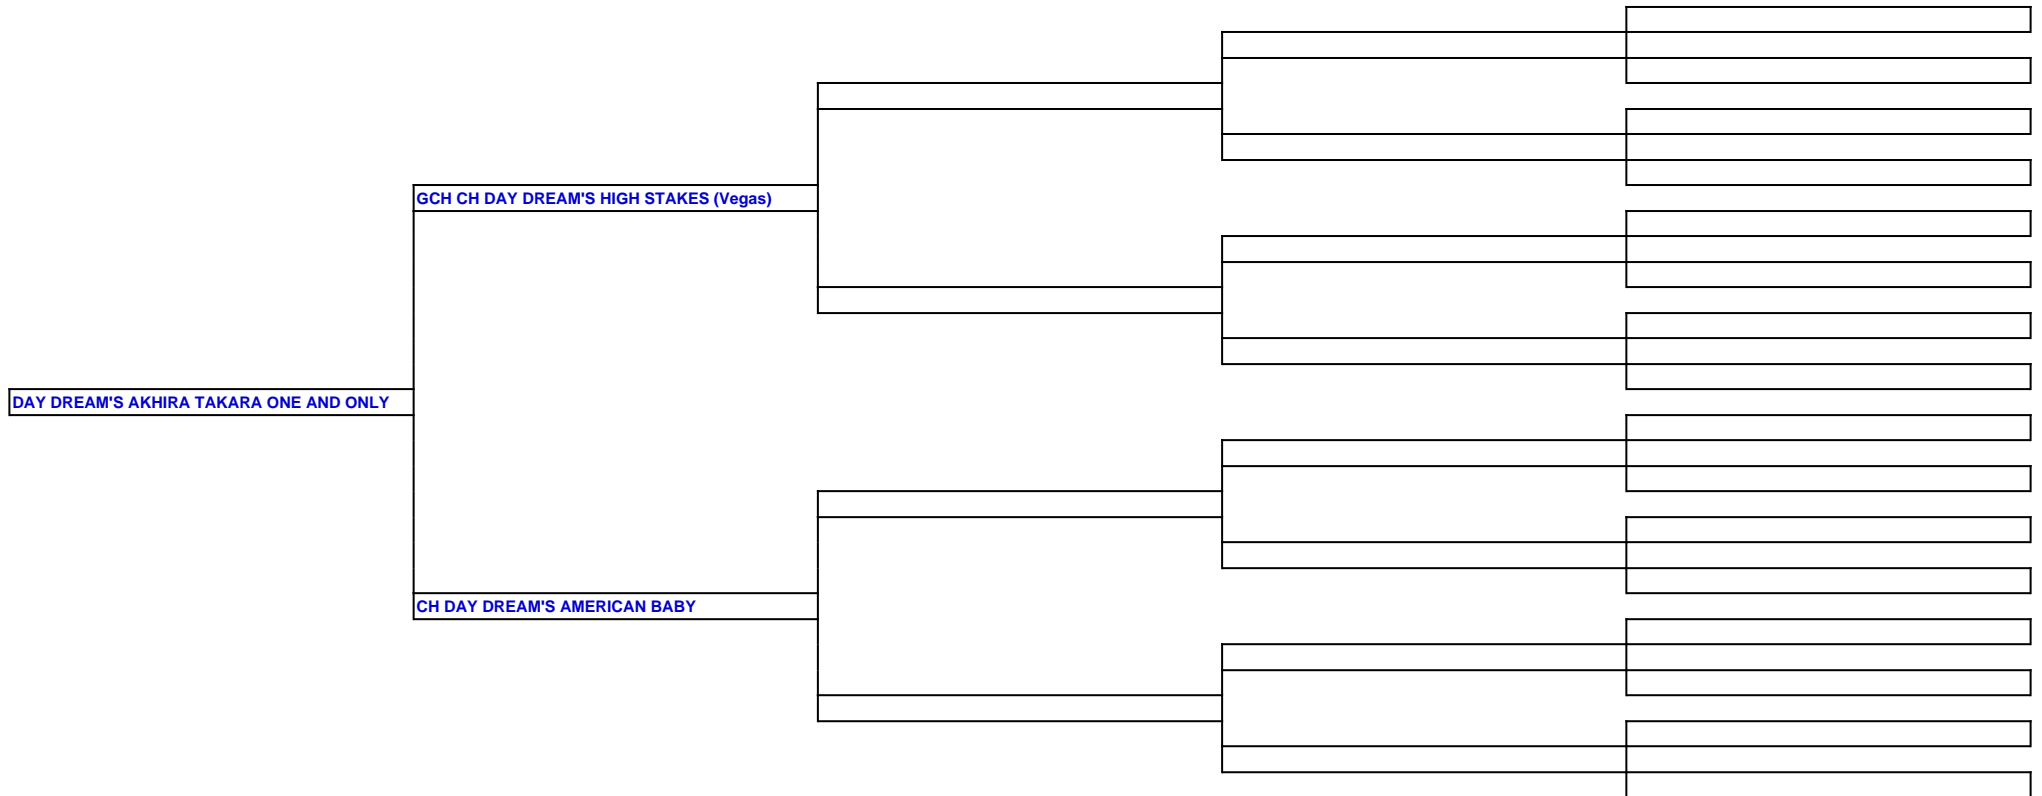 GCH CH DAY DREAM'S HIGH STAKES (Vegas)
DAY DREAM'S AKHIRA TAKARA ONE AND ONLY
CH DAY DREAM'S AMERICAN BABY